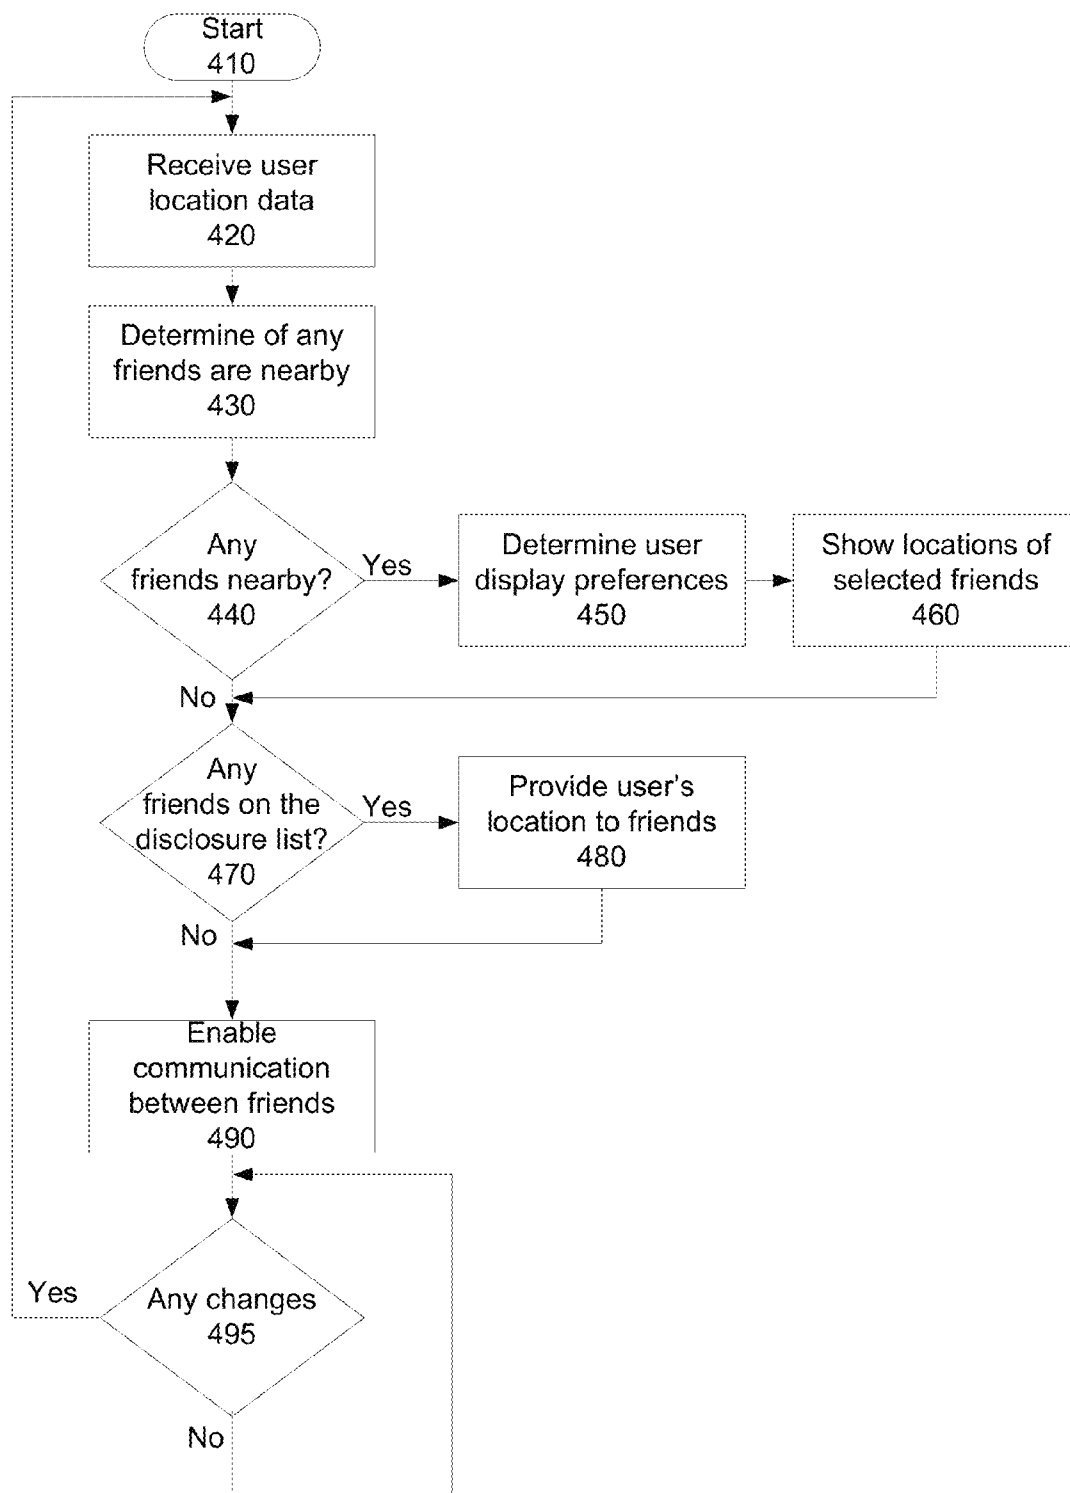 Start
410
Receive user
location data
420
Determine of any
friends are nearby
430
Any
friends nearby?
440
Yes
Determine user
display preferences
450
Show locations of
selected friends
460
No
Any
friends on the
disclosure list?
470
Yes
Provide user's
location to friends
480
No
Enable
communication
between friends
490
Yes
Any changes
495
No